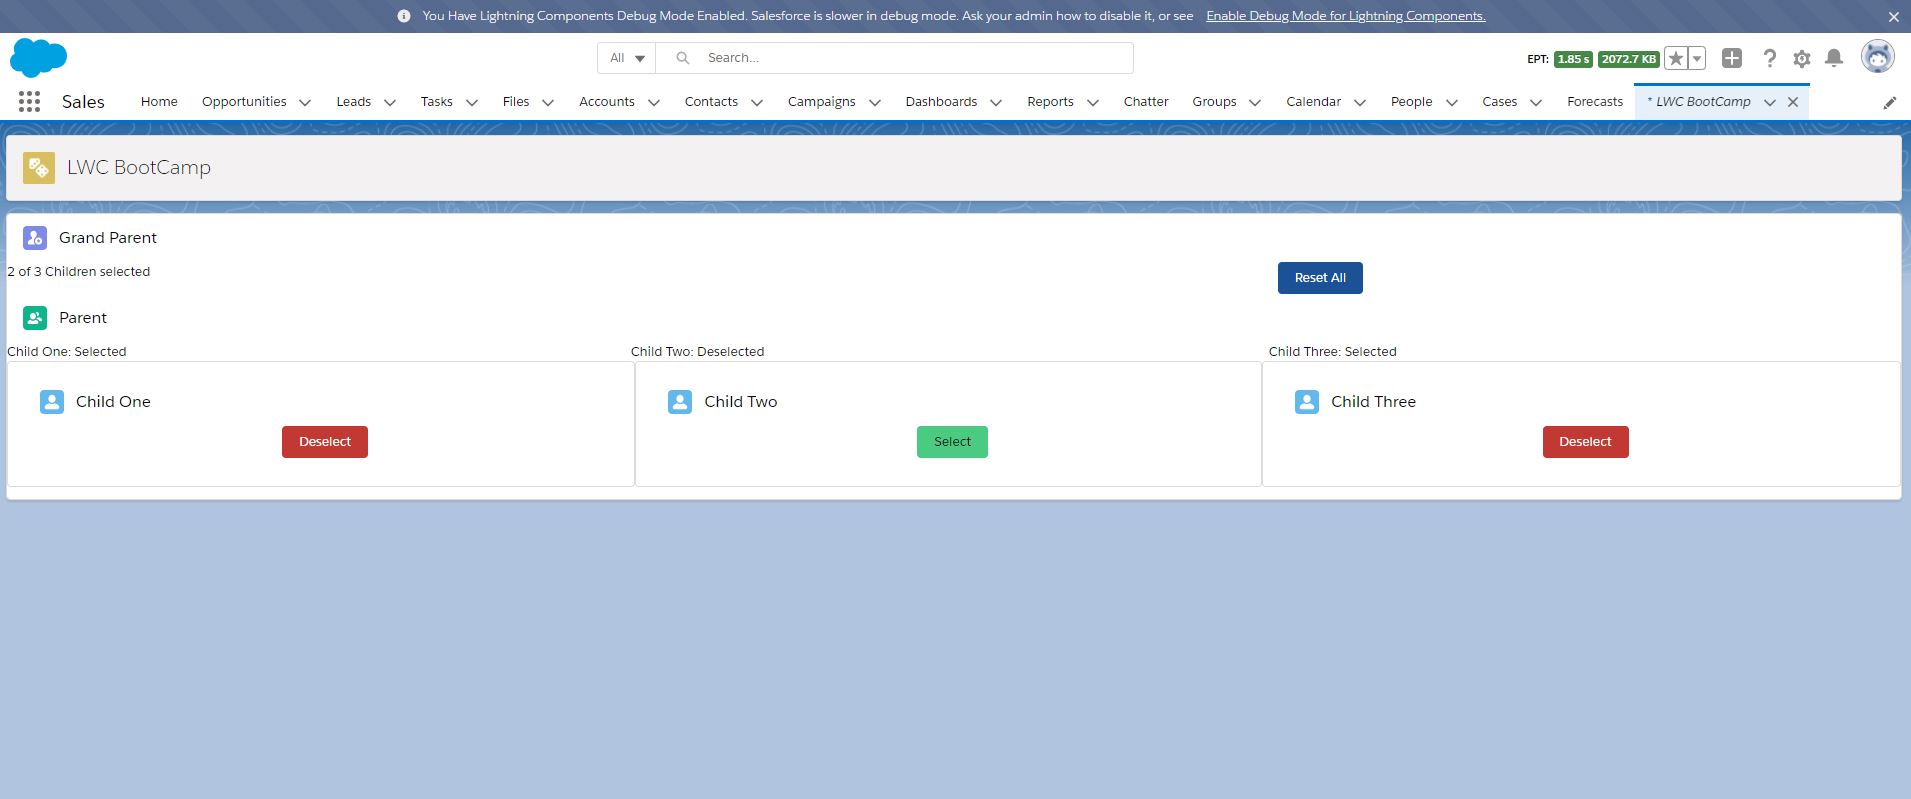 You Have Lightning Components Debug Mode Enabled. Salesforce is slower in debug mode. Ask your admin how to disable it, or see Enable Debug Mode for Lightning Components.
All Search... EPT: 1.85 s 2072.7 KB
Sales Home Opportunities Leads Tasks Files Accounts Contacts Campaigns Dashboards Reports Chatter Groups Calendar People Cases Forecasts * LWC BootCamp
LWC BootCamp
Grand Parent
2 of 3 Children selected Reset All
Parent
Child One: Selected Child Two: Deselected Child Three: Selected
Child One Child Two Child Three
Deselect Select Deselect